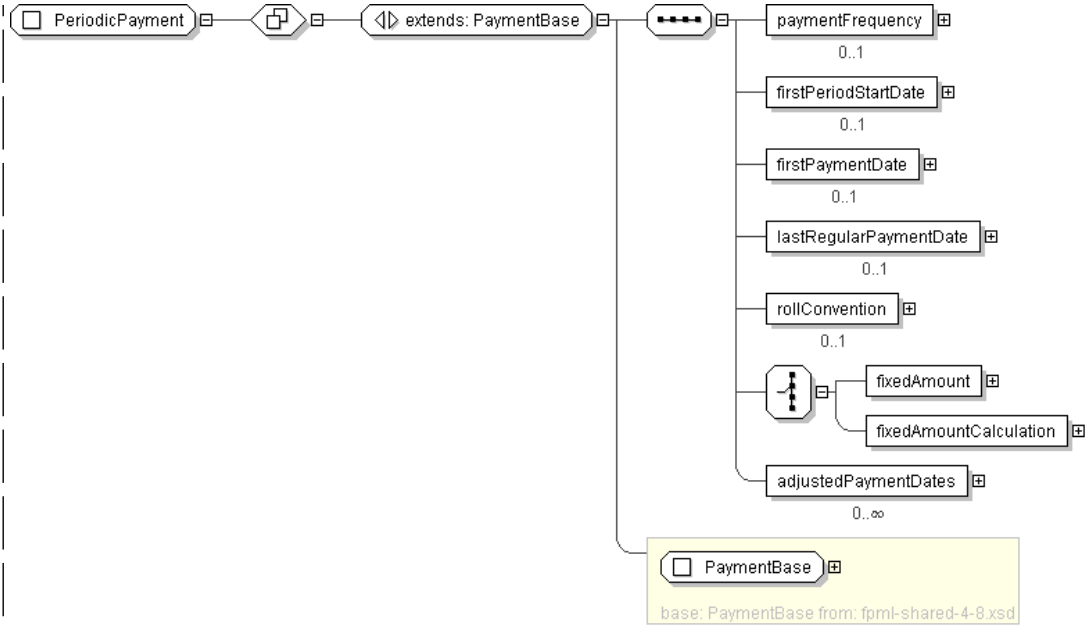 PeriodicPayment
extends: PaymentBase
paymentFrequency
0..1
firstPeriodStartDate
0..1
firstPaymentDate
0..1
lastRegularPaymentDate
0..1
rollConvention
0..1
fixedAmount
fixedAmountCalculation
adjustedPaymentDates
0..∞
PaymentBase
base: PaymentBase from: fpml-shared-4-8.xsd